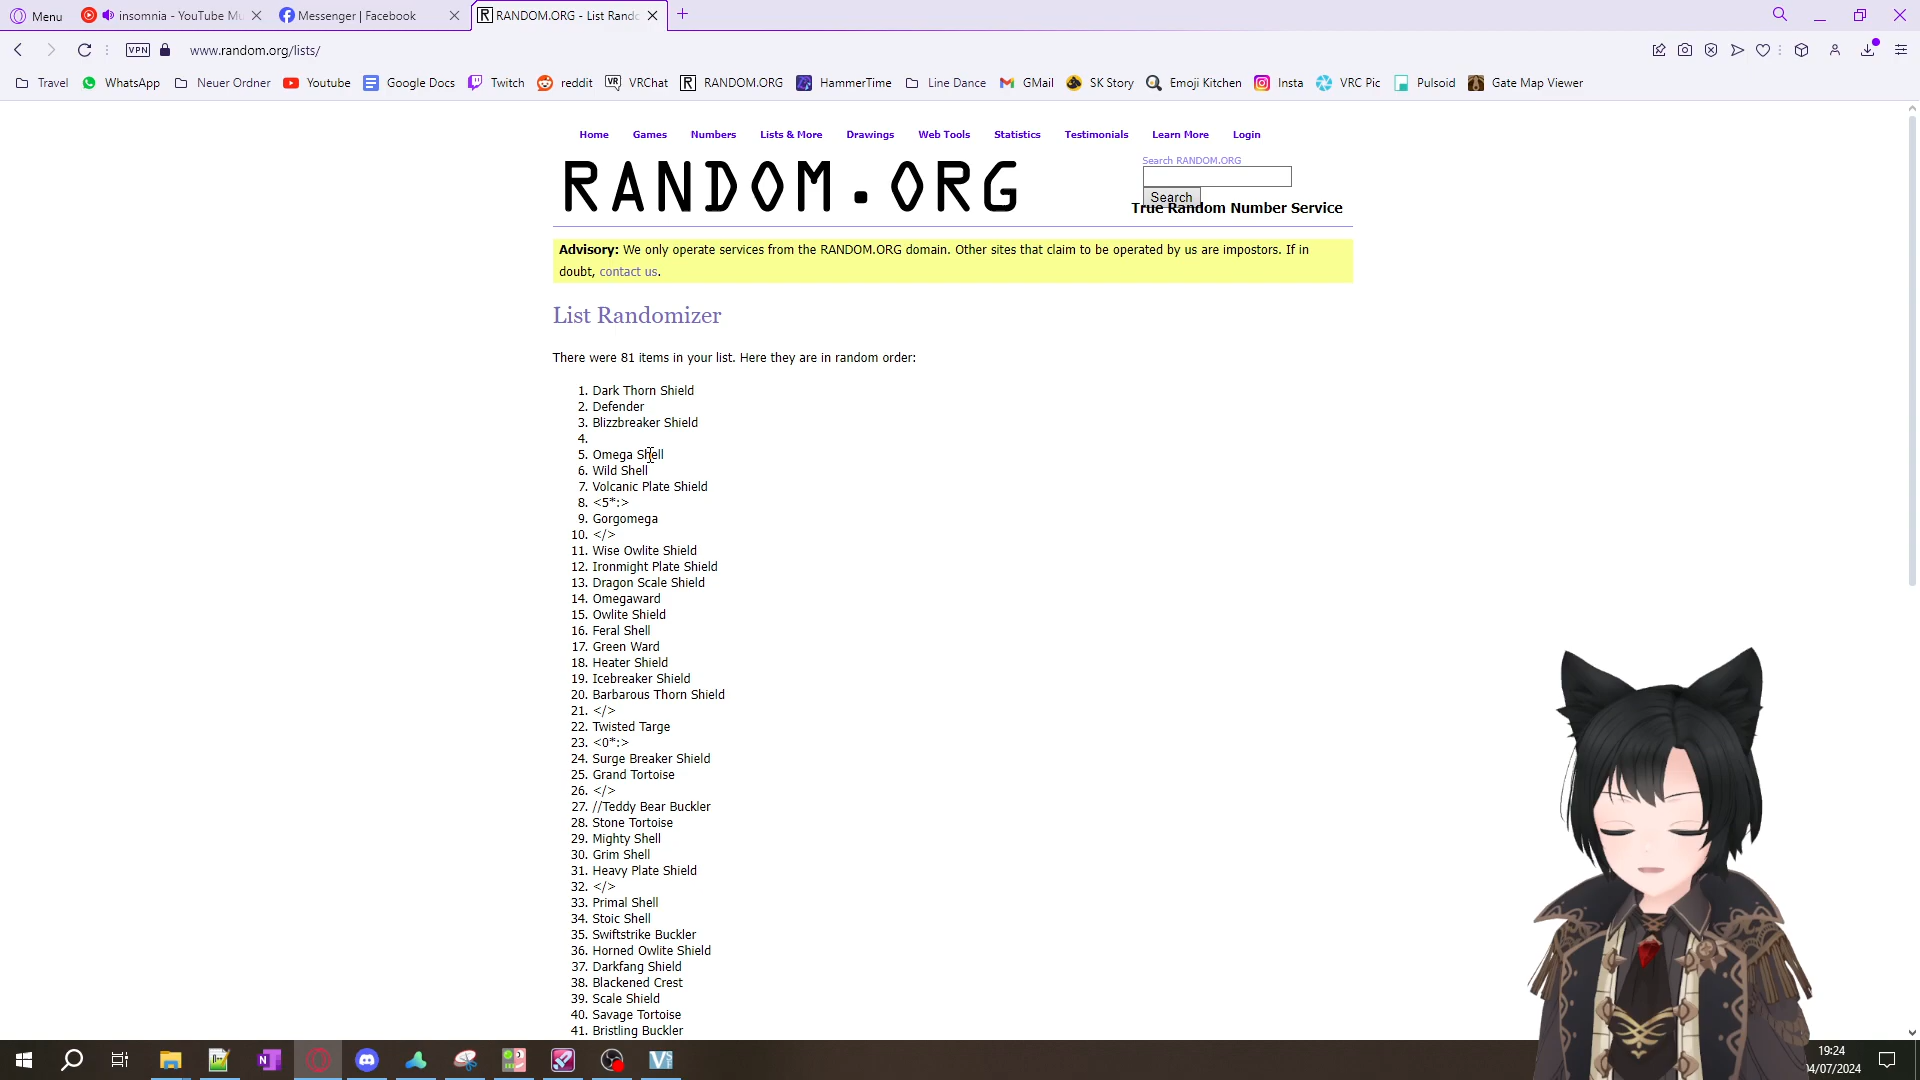 Menu
insomnia - YouTube Mu
Messenger | Facebook
RANDOM.ORG - List Rando
VPN
www.random.org/lists/
Travel WhatsApp Neuer Ordner Youtube Google Docs Twitch reddit VRChat RANDOM.ORG HammerTime Line Dance GMail SK Story Emoji Kitchen Insta VRC Pic Pulsoid Gate Map Viewer
Home Games Numbers Lists & More Drawings Web Tools Statistics Testimonials Learn More Login
RANDOM.ORG
Search RANDOM.ORG
Search
True Random Number Service
Advisory: We only operate services from the RANDOM.ORG domain. Other sites that claim to be operated by us are impostors. If in
doubt, contact us.
List Randomizer
There were 81 items in your list. Here they are in random order:
1. Dark Thorn Shield
2. Defender
3. Blizzbreaker Shield
4.
5. Omega Shell
6. Wild Shell
7. Volcanic Plate Shield
8. <5*:>
9. Gorgomega
10. </>
11. Wise Owlite Shield
12. Ironmight Plate Shield
13. Dragon Scale Shield
14. Omegaward
15. Owlite Shield
16. Feral Shell
17. Green Ward
18. Heater Shield
19. Icebreaker Shield
20. Barbarous Thorn Shield
21. </>
22. Twisted Targe
23. <0*:>
24. Surge Breaker Shield
25. Grand Tortoise
26. </>
27. //Teddy Bear Buckler
28. Stone Tortoise
29. Mighty Shell
30. Grim Shell
31. Heavy Plate Shield
32. </>
33. Primal Shell
34. Stoic Shell
35. Swiftstrike Buckler
36. Horned Owlite Shield
37. Darkfang Shield
38. Blackened Crest
39. Scale Shield
40. Savage Tortoise
41. Bristling Buckler
19:24
4/07/2024